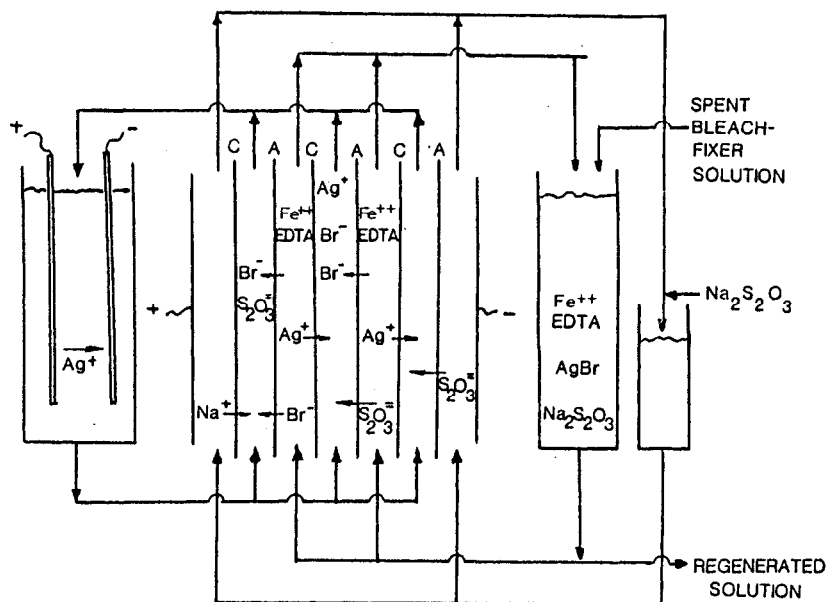 SPENT
BLEACH-
FIXER
SOLUTION
+ -
C A C A C A
Ag⁺
Fe⁺⁺
EDTA
Br⁻
Fe⁺⁺
EDTA
Br⁻
Br⁻
S₂O₃⁼
+
-
Na₂S₂O₃
Fe⁺⁺
EDTA
Ag⁺
Ag⁺
Ag⁺
AgBr
S₂O₃⁼
Na⁺
Br⁻
S₂O₃⁼
Na₂S₂O₃
REGENERATED
SOLUTION